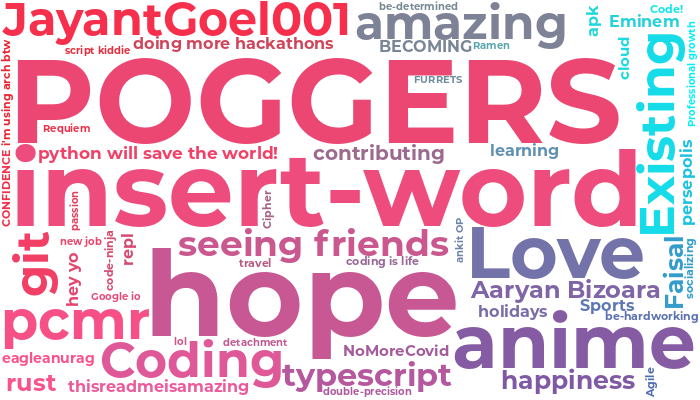 JayantGoel001
be-determined
amazing
apk
Code!
Eminem
script kiddie
doing more hackathons
BECOMING
Ramen
cloud
Professional growth
CONFIDENCE
i'm using arch btw
POGGERS
FURRETS
Existing
Requiem
python will save the world!
contributing
learning
persepolis
insert-word
passion
Cipher
git
new job
code-ninja
repl
seeing friends
ankit OP
Love
Faisal
socializing
hey yo
travel
coding is life
hope
Google io
Aaryan Bizoara
holidays
Sports
be-hardworking
pcmr
anime
lol
detachment
NoMoreCovid
eagleanurag
Coding
rust
thisreadmeisamazing
typescript
double-precision
happiness
Agile